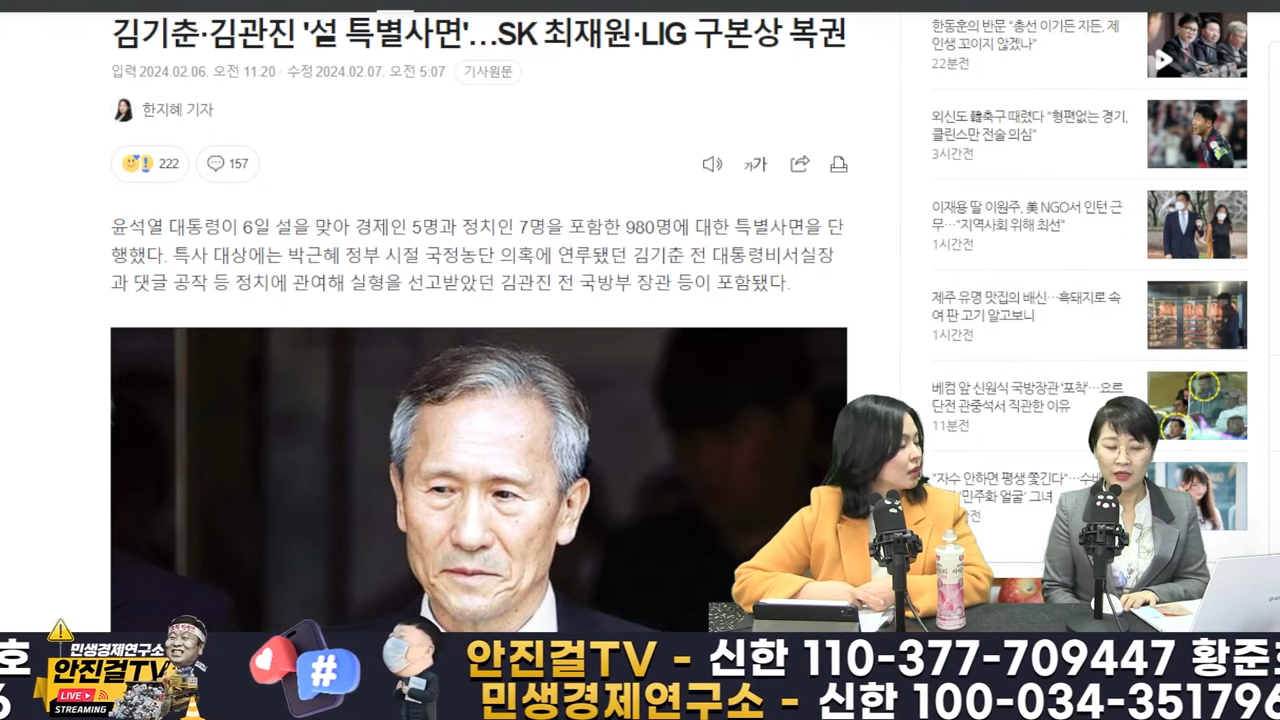 김기춘·김관진 '설 특별사면'…SK 최재원·LIG 구본상 복권
입력 2024.02.06. 오전 11:20 · 수정 2024.02.07. 오전 5:07 기사원문
한지혜 기자
222 157
가가
윤석열 대통령이 6일 설을 맞아 경제인 5명과 정치인 7명을 포함한 980명에 대한 특별사면을 단
행했다. 특사 대상에는 박근혜 정부 시절 국정농단 의혹에 연루됐던 김기춘 전 대통령비서실장
과 댓글 공작 등 정치에 관여해 실형을 선고받았던 김관진 전 국방부 장관 등이 포함됐다.
한동훈의 반문 "총선 이기든 지든, 제
인생 꼬이지 않겠나"
22분전
외신도 韓축구 때렸다 "형편없는 경기,
클린스만 전술 의심"
3시간전
이재용 딸 이원주, 美 NGO서 인턴 근
무…"지역사회 위해 최선"
1시간전
제주 유명 맛집의 배신…흑돼지로 속
여 판 고기 알고보니
1시간전
베컴 앞 신원식 국방장관 '포착'…요르
단전 관중석서 직관한 이유
11분전
"자수 안하면 평생 쫓긴다"…수배
'민주화 얼굴' 그녀
전
호
6
민생경제연구소
안진걸TV
LIVE
STREAMING
#
안진걸TV - 신한 110-377-709447 황준
민생경제연구소 - 신한 100-034-351796